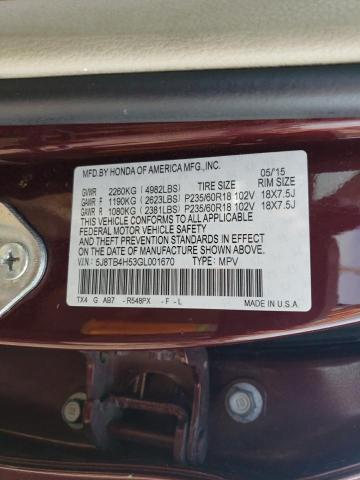 MFD.BY HONDA OF AMERICA MFG.,INC. 05/15
TIRE SIZE RIM SIZE
GVWR 2260KG (4982LBS)
GAWR F 1190KG (2623LBS) P235/60R18 102V 18X7.5J
GAWR R 1080KG (2381LBS) P235/60R18 102V 18X7.5J
THIS VEHICLE CONFORMS TO ALL APPLICABLE
FEDERAL MOTOR VEHICLE SAFETY
AND THEFT PREVENTION STANDARDS IN EFFECT
ON THE DATE OF MANUFACTURE SHOWN ABOVE.
V.I.N.: 5J8TB4H53GL001670 TYPE: MPV
TX4 G AB7 - R548PX - F - L MADE IN U.S.A.